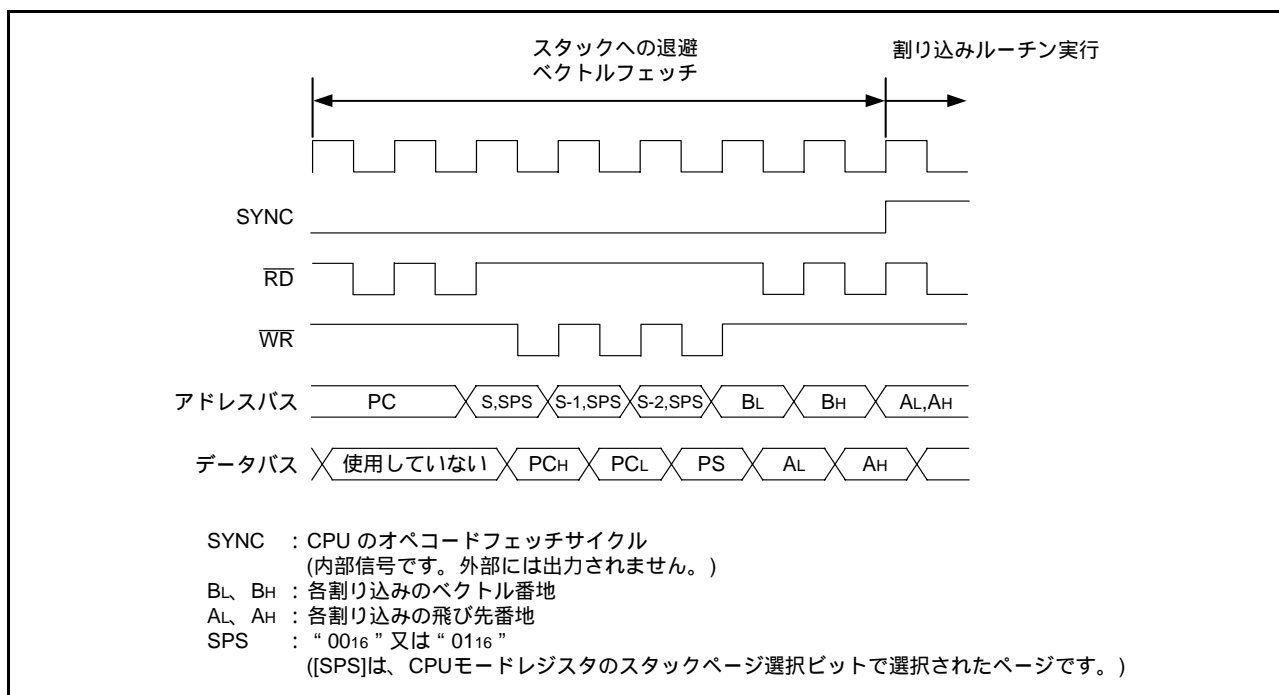 スタックへの退避
ベクトルフェッチ
割り込みルーチン実行
SYNC
RD
WR
アドレスバス PC S,SPS S-1,SPS S-2,SPS BL BH AL,AH
データバス 使用していない PCH PCL PS AL AH
SYNC : CPU のオペコードフェッチサイクル
(内部信号です。外部には出力されません。)
BL、BH : 各割り込みのベクトル番地
AL、AH : 各割り込みの飛び先番地
SPS : “ 0016 ” 又は “ 0116 ”
([SPS]は、CPUモードレジスタのスタックページ選択ビットで選択されたページです。)